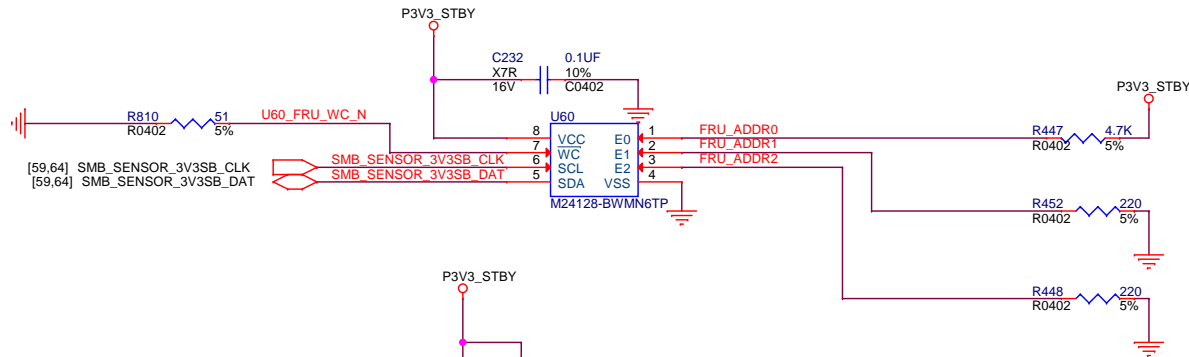 P3V3_STBY
C232 0.1UF
X7R 10%
16V C0402
P3V3_STBY
R810 51 U60_FRU_WC_N
R0402 5%
U60
8 VCC E0 1 FRU_ADDR0
7 WC E1 2 FRU_ADDR1
[59,64] SMB_SENSOR_3V3SB_CLK SMB_SENSOR_3V3SB_CLK 6 SCL E2 3 FRU_ADDR2
[59,64] SMB_SENSOR_3V3SB_DAT SMB_SENSOR_3V3SB_DAT 5 SDA VSS 4
M24128-BWMN6TP
R447 4.7K
R0402 5%
R452 220
R0402 5%
P3V3_STBY
R448 220
R0402 5%